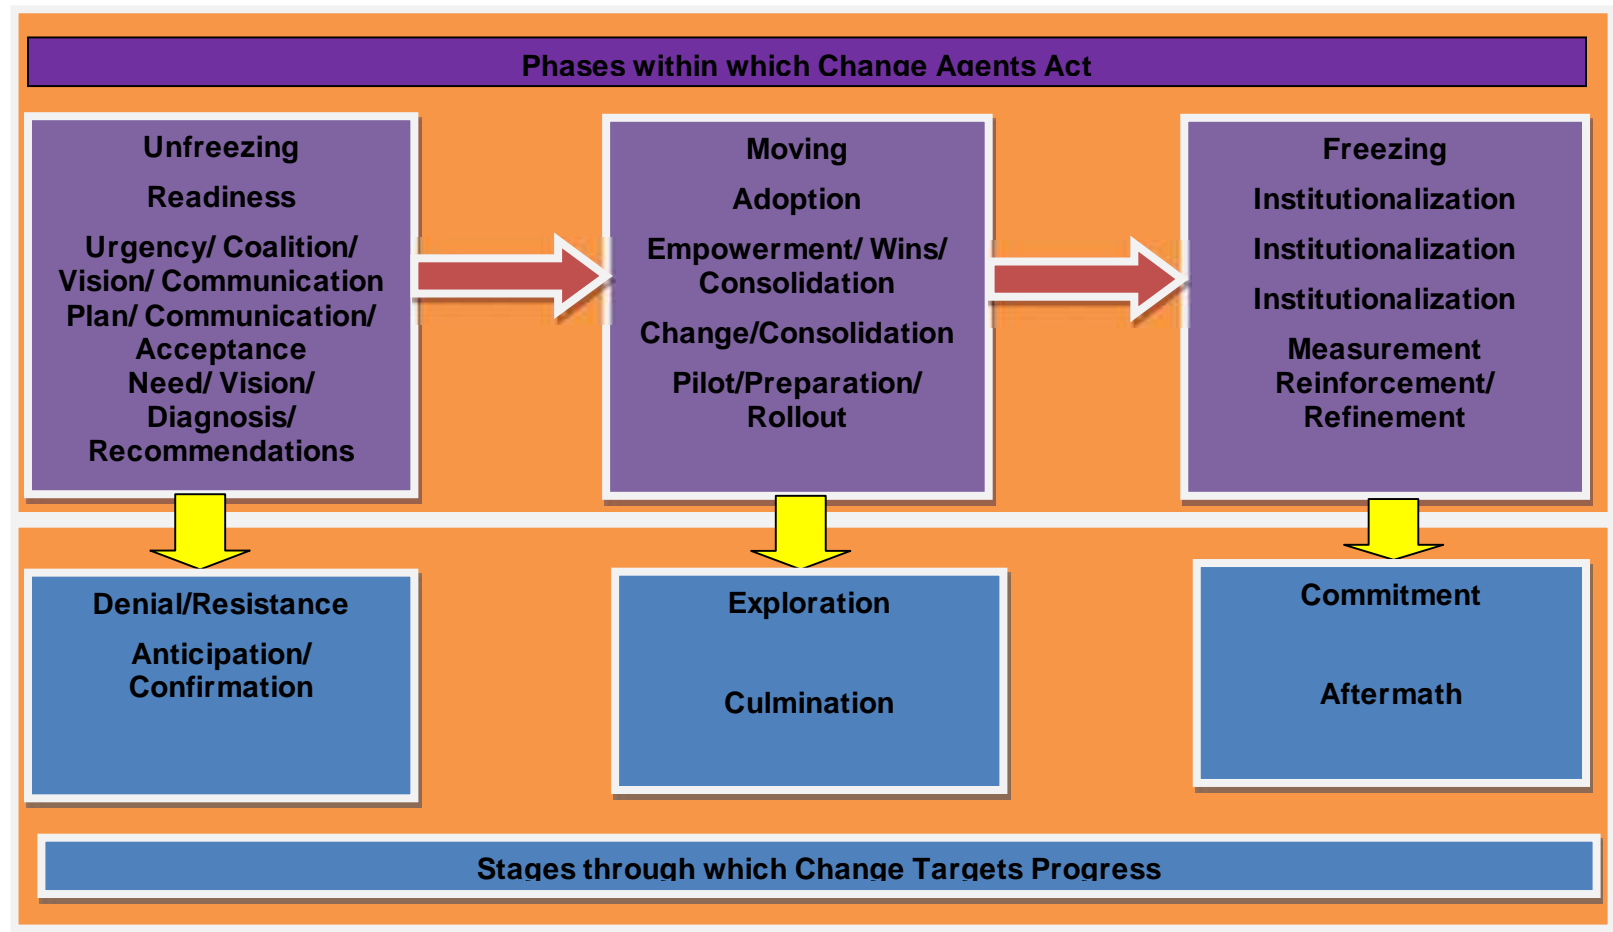 Phases within which Change Agents Act
Unfreezing
Readiness
Urgency/ Coalition/
Vision/ Communication
Plan/ Communication/
Acceptance
Need/ Vision/
Diagnosis/
Recommendations
Moving
Adoption
Empowerment/ Wins/
Consolidation
Change/Consolidation
Pilot/Preparation/
Rollout
Freezing
Institutionalization
Institutionalization
Institutionalization
Measurement
Reinforcement/
Refinement
Denial/Resistance
Anticipation/
Confirmation
Exploration
Culmination
Commitment
Aftermath
Stages through which Change Targets Progress